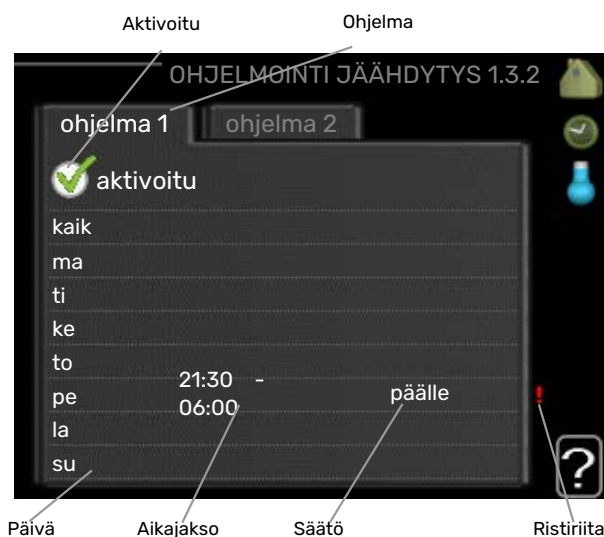 Aktivoitu
Ohjelma
OHJELMOINTI JÄÄHDYTYS 1.3.2
ohjelma 1
ohjelma 2
aktivoitu
kaik
ma
ti
ke
to
pe
21:30 -
06:00
päälle
!
la
su
?
Päivä
Aikajakso
Säätö
Ristiriita